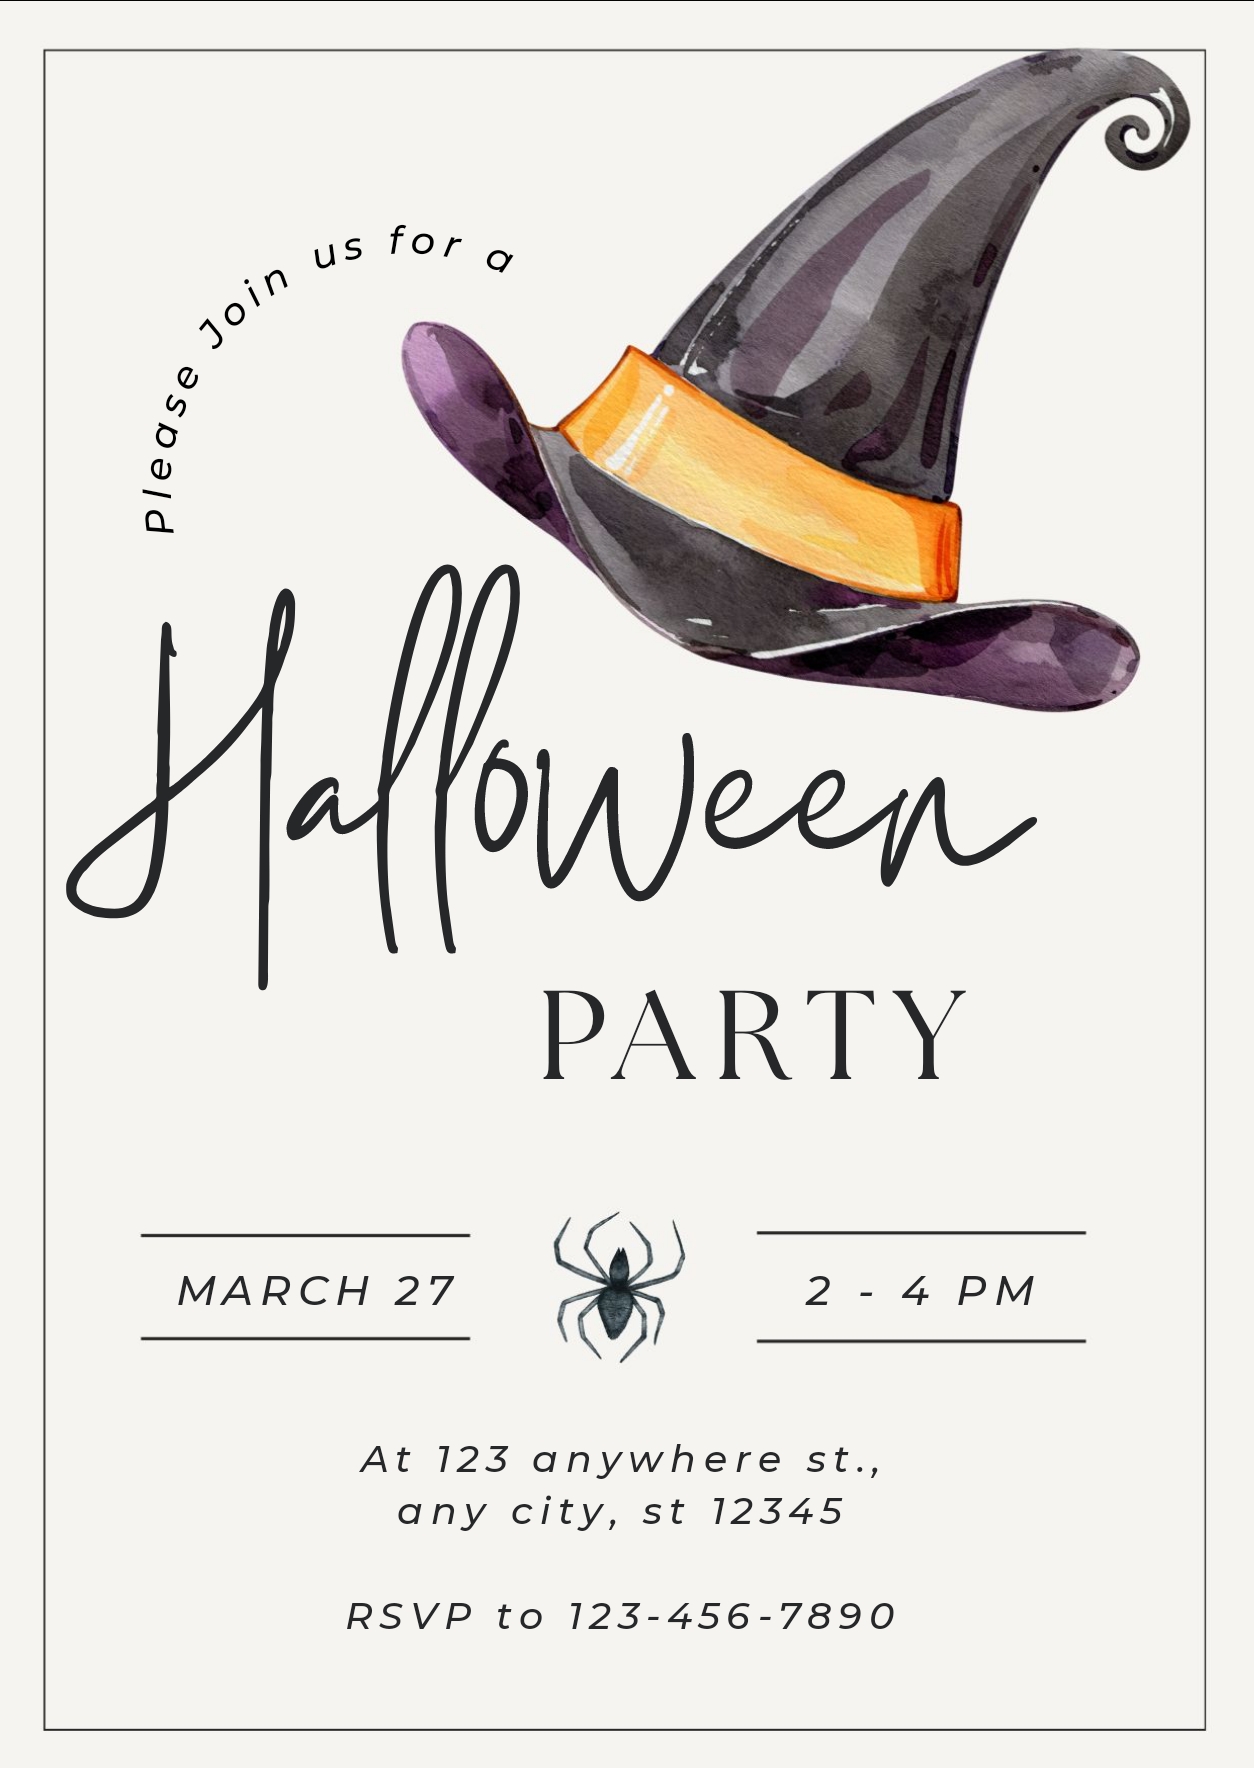 Please Join us for a
Halloween
PARTY
MARCH 27
2 - 4 PM
At 123 anywhere st.,
any city, st 12345
RSVP to 123-456-7890